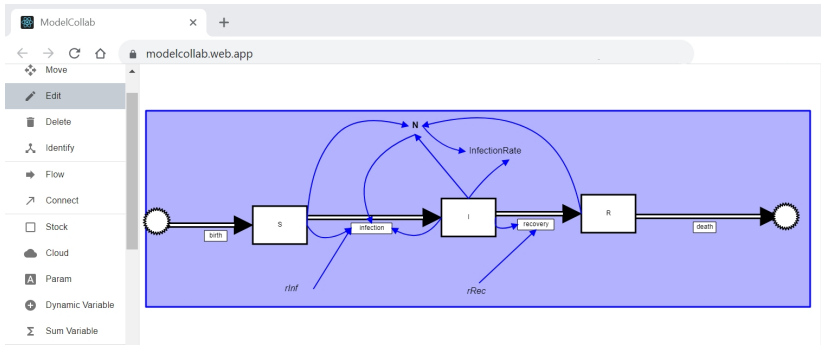 ModelCollab
modelcollab.web.app
Move
Edit
Delete
Identify
Flow
Connect
Stock
Cloud
Param
Dynamic Variable
Sum Variable
N
InfectionRate
S
I
R
birth
infection
recovery
death
rInf
rRec
A
Σ